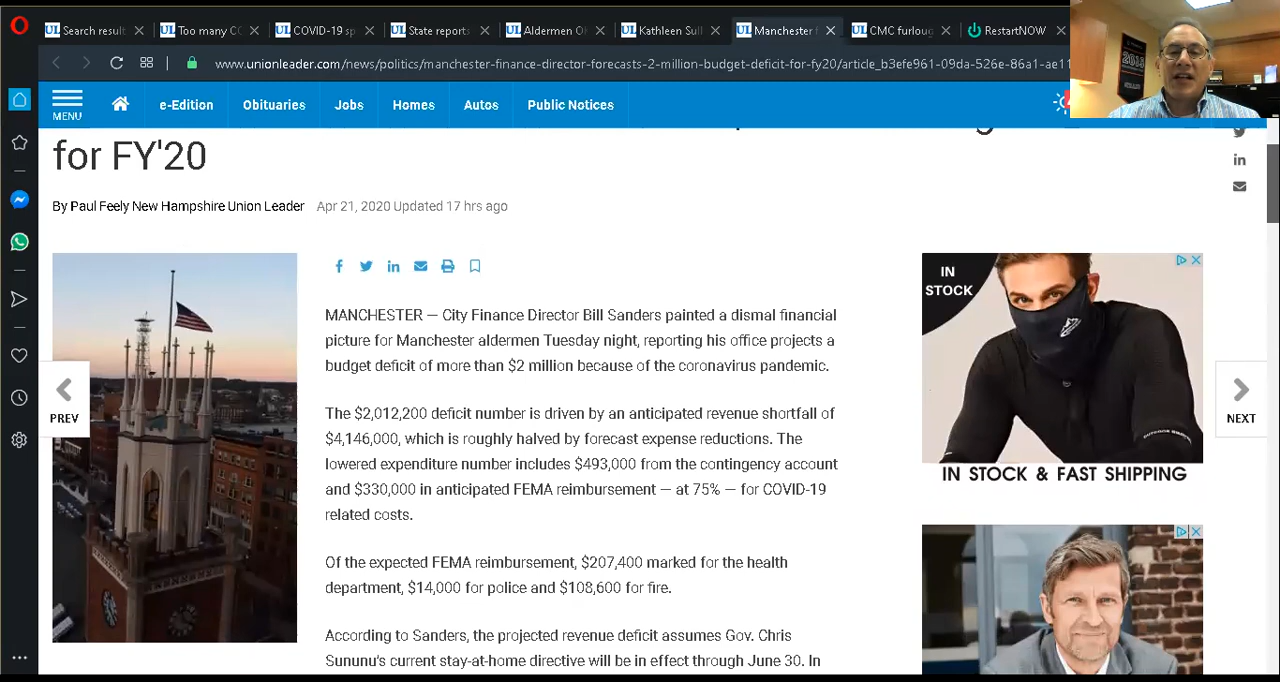 Search result
Too many CO
COVID-19 sp
State reports
Aldermen O
Kathleen Sul
Manchester f
CMC furloug
RestartNOW
www.unionleader.com/news/politics/manchester-finance-director-forecasts-2-million-budget-deficit-for-fy20/article_b3efe961-09da-526e-86a1-ae11
MENU
e-Edition
Obituaries
Jobs
Homes
Autos
Public Notices
for FY'20
By Paul Feely New Hampshire Union Leader Apr 21, 2020 Updated 17 hrs ago
MANCHESTER — City Finance Director Bill Sanders painted a dismal financial
picture for Manchester aldermen Tuesday night, reporting his office projects a
budget deficit of more than $2 million because of the coronavirus pandemic.
The $2,012,200 deficit number is driven by an anticipated revenue shortfall of
$4,146,000, which is roughly halved by forecast expense reductions. The
lowered expenditure number includes $493,000 from the contingency account
and $330,000 in anticipated FEMA reimbursement — at 75% — for COVID-19
related costs.
Of the expected FEMA reimbursement, $207,400 marked for the health
department, $14,000 for police and $108,600 for fire.
According to Sanders, the projected revenue deficit assumes Gov. Chris
Sununu's current stay-at-home directive will be in effect through June 30. In
PREV
NEXT
IN
STOCK
IN STOCK & FAST SHIPPING